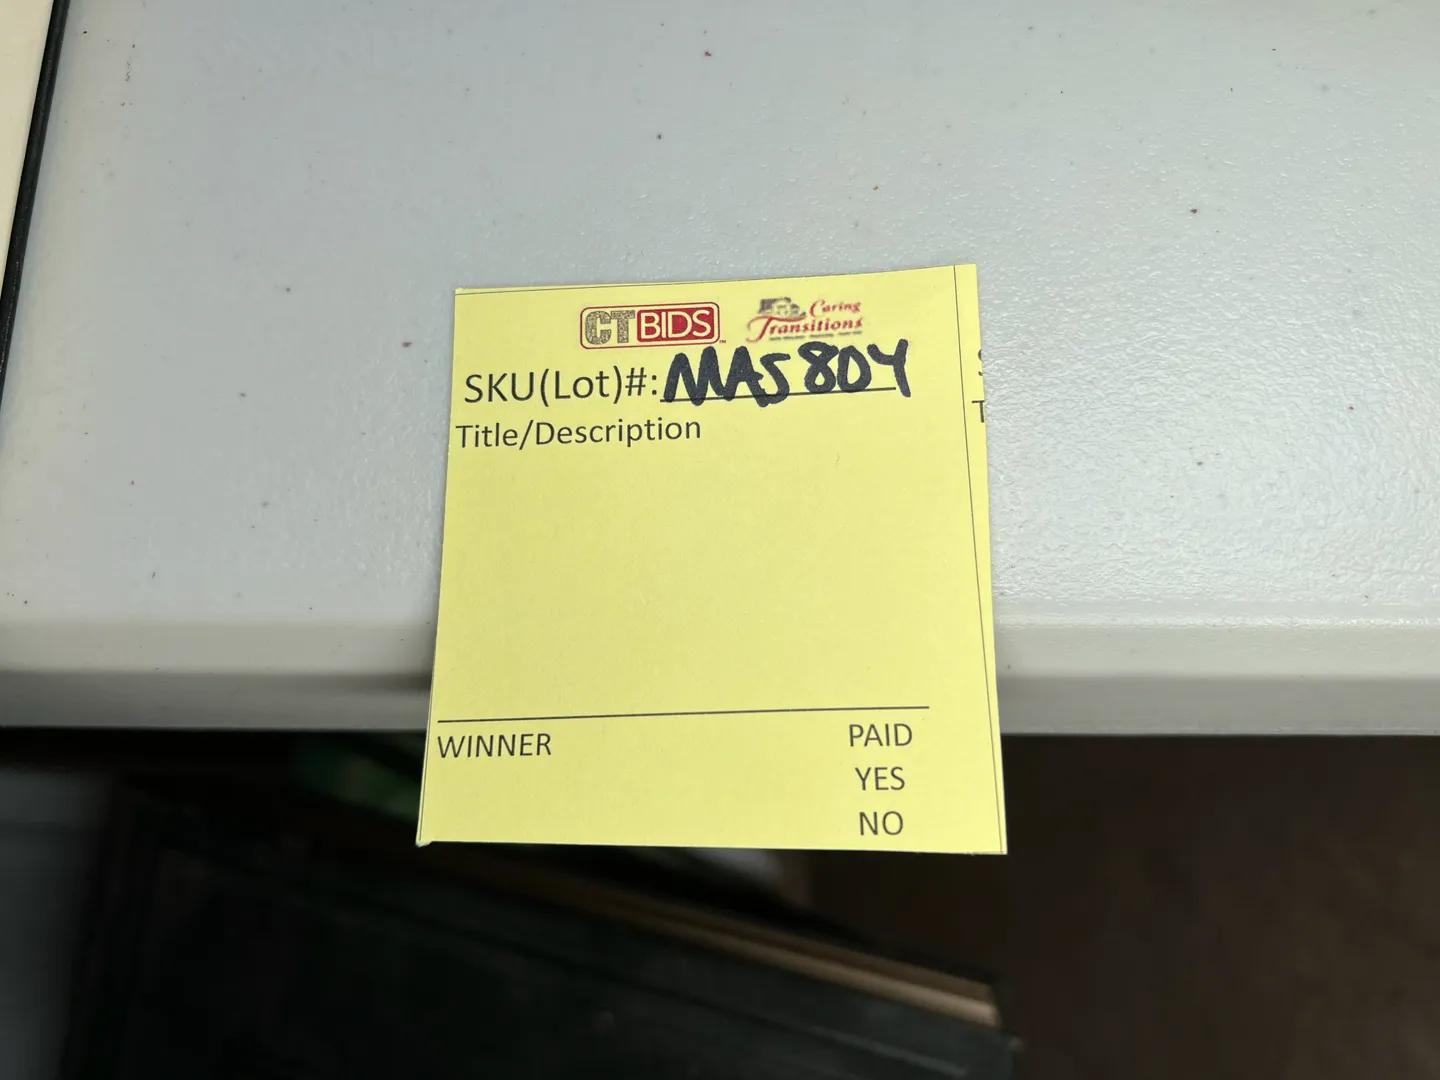 CTBIDS
Caring
Transitions
SKU(Lot)#: MAS804
Title/Description
WINNER
PAID
YES
NO